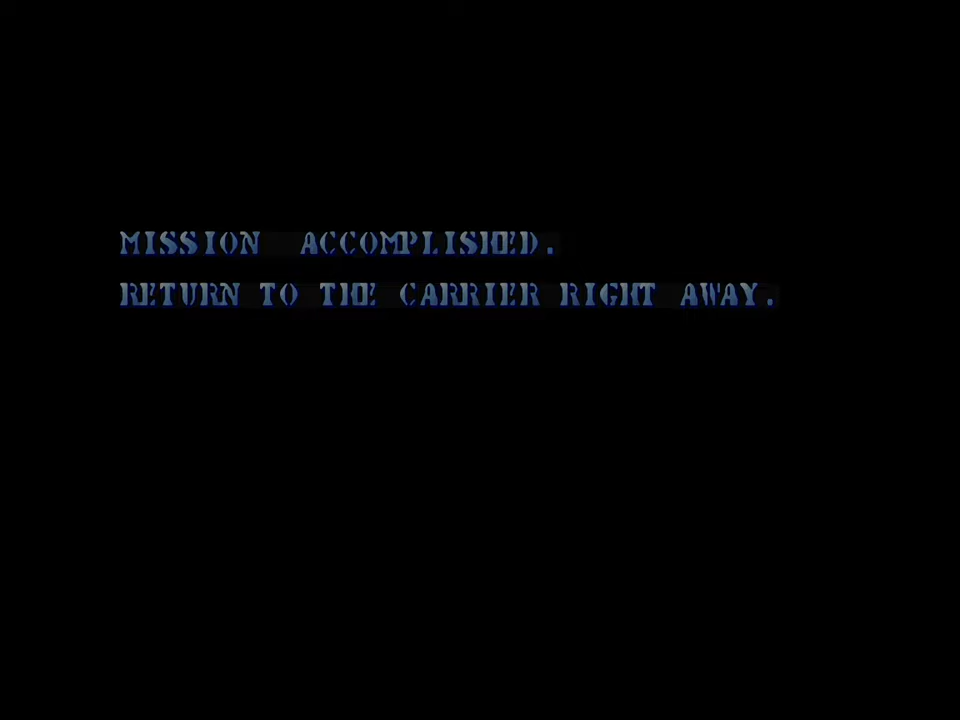 MISSION ACCOMPLISHED.
RETURN TO THE CARRIER RIGHT AWAY.